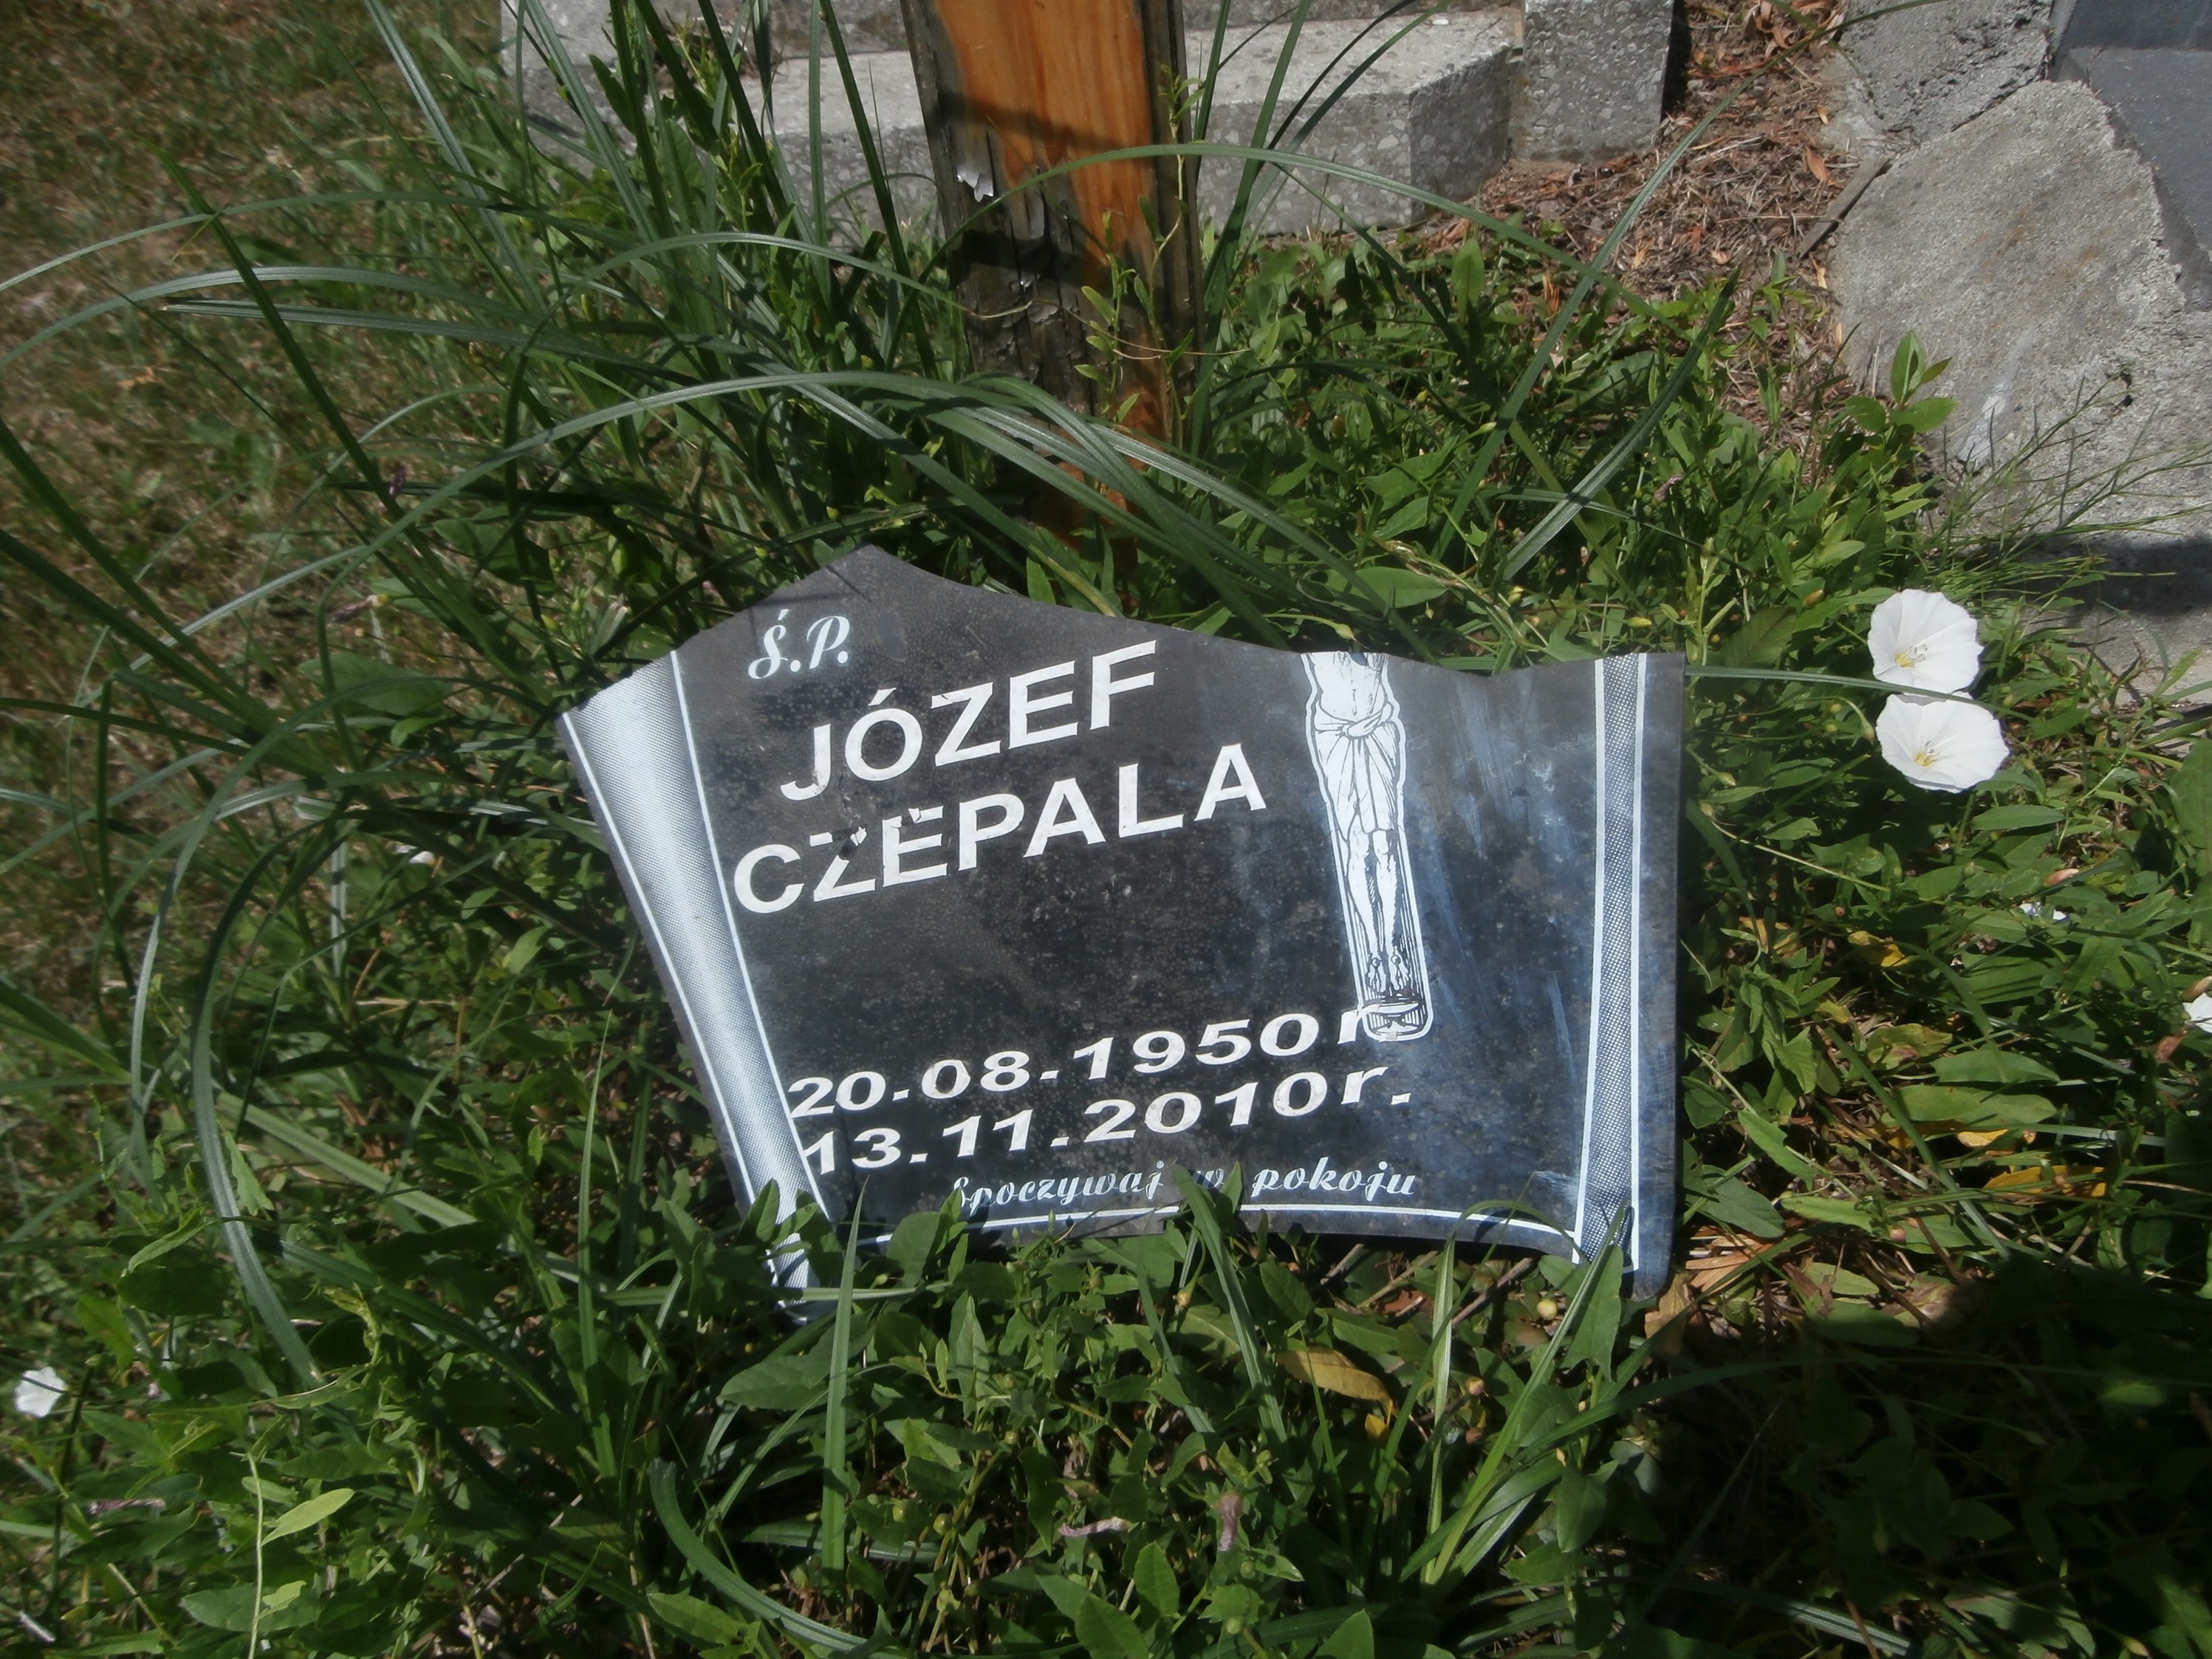 Ś.P.
JÓZEF
CZEPALA
20-08-1950r
13.11.2010r.
Spoczywaj w pokoju